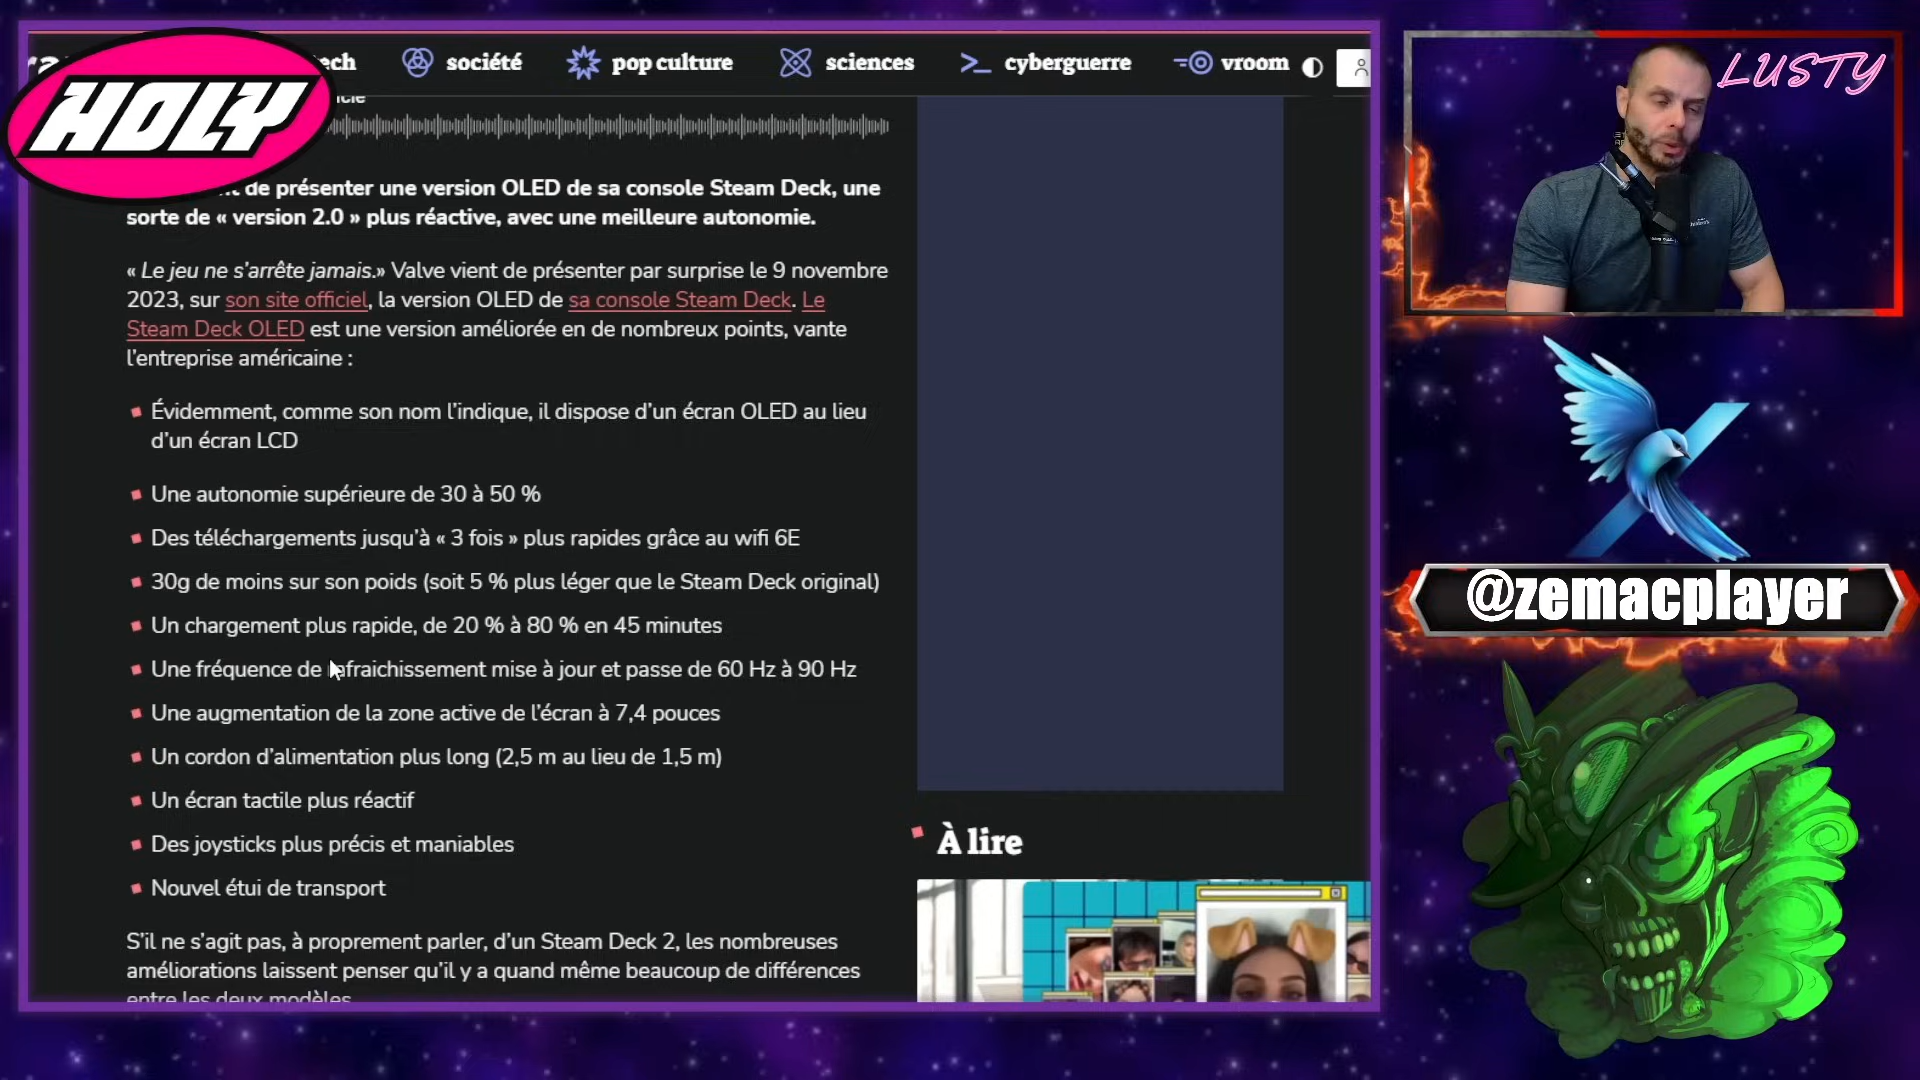 tech
société
pop culture
sciences
cyberguerre
vroom
HOLY
LUSTY
de présenter une version OLED de sa console Steam Deck, une
sorte de « version 2.0 » plus réactive, avec une meilleure autonomie.
« Le jeu ne s’arrête jamais.» Valve vient de présenter par surprise le 9 novembre
2023, sur son site officiel, la version OLED de sa console Steam Deck. Le
Steam Deck OLED est une version améliorée en de nombreux points, vante
l’entreprise américaine :
Évidemment, comme son nom l’indique, il dispose d’un écran OLED au lieu
d’un écran LCD
Une autonomie supérieure de 30 à 50 %
Des téléchargements jusqu’à « 3 fois » plus rapides grâce au wifi 6E
30g de moins sur son poids (soit 5 % plus léger que le Steam Deck original)
Un chargement plus rapide, de 20 % à 80 % en 45 minutes
Une fréquence de rafraichissement mise à jour et passe de 60 Hz à 90 Hz
Une augmentation de la zone active de l’écran à 7,4 pouces
Un cordon d’alimentation plus long (2,5 m au lieu de 1,5 m)
Un écran tactile plus réactif
Des joysticks plus précis et maniables
Nouvel étui de transport
S’il ne s’agit pas, à proprement parler, d’un Steam Deck 2, les nombreuses
améliorations laissent penser qu’il y a quand même beaucoup de différences
entre les deux modèles.
À lire
@zemacplayer